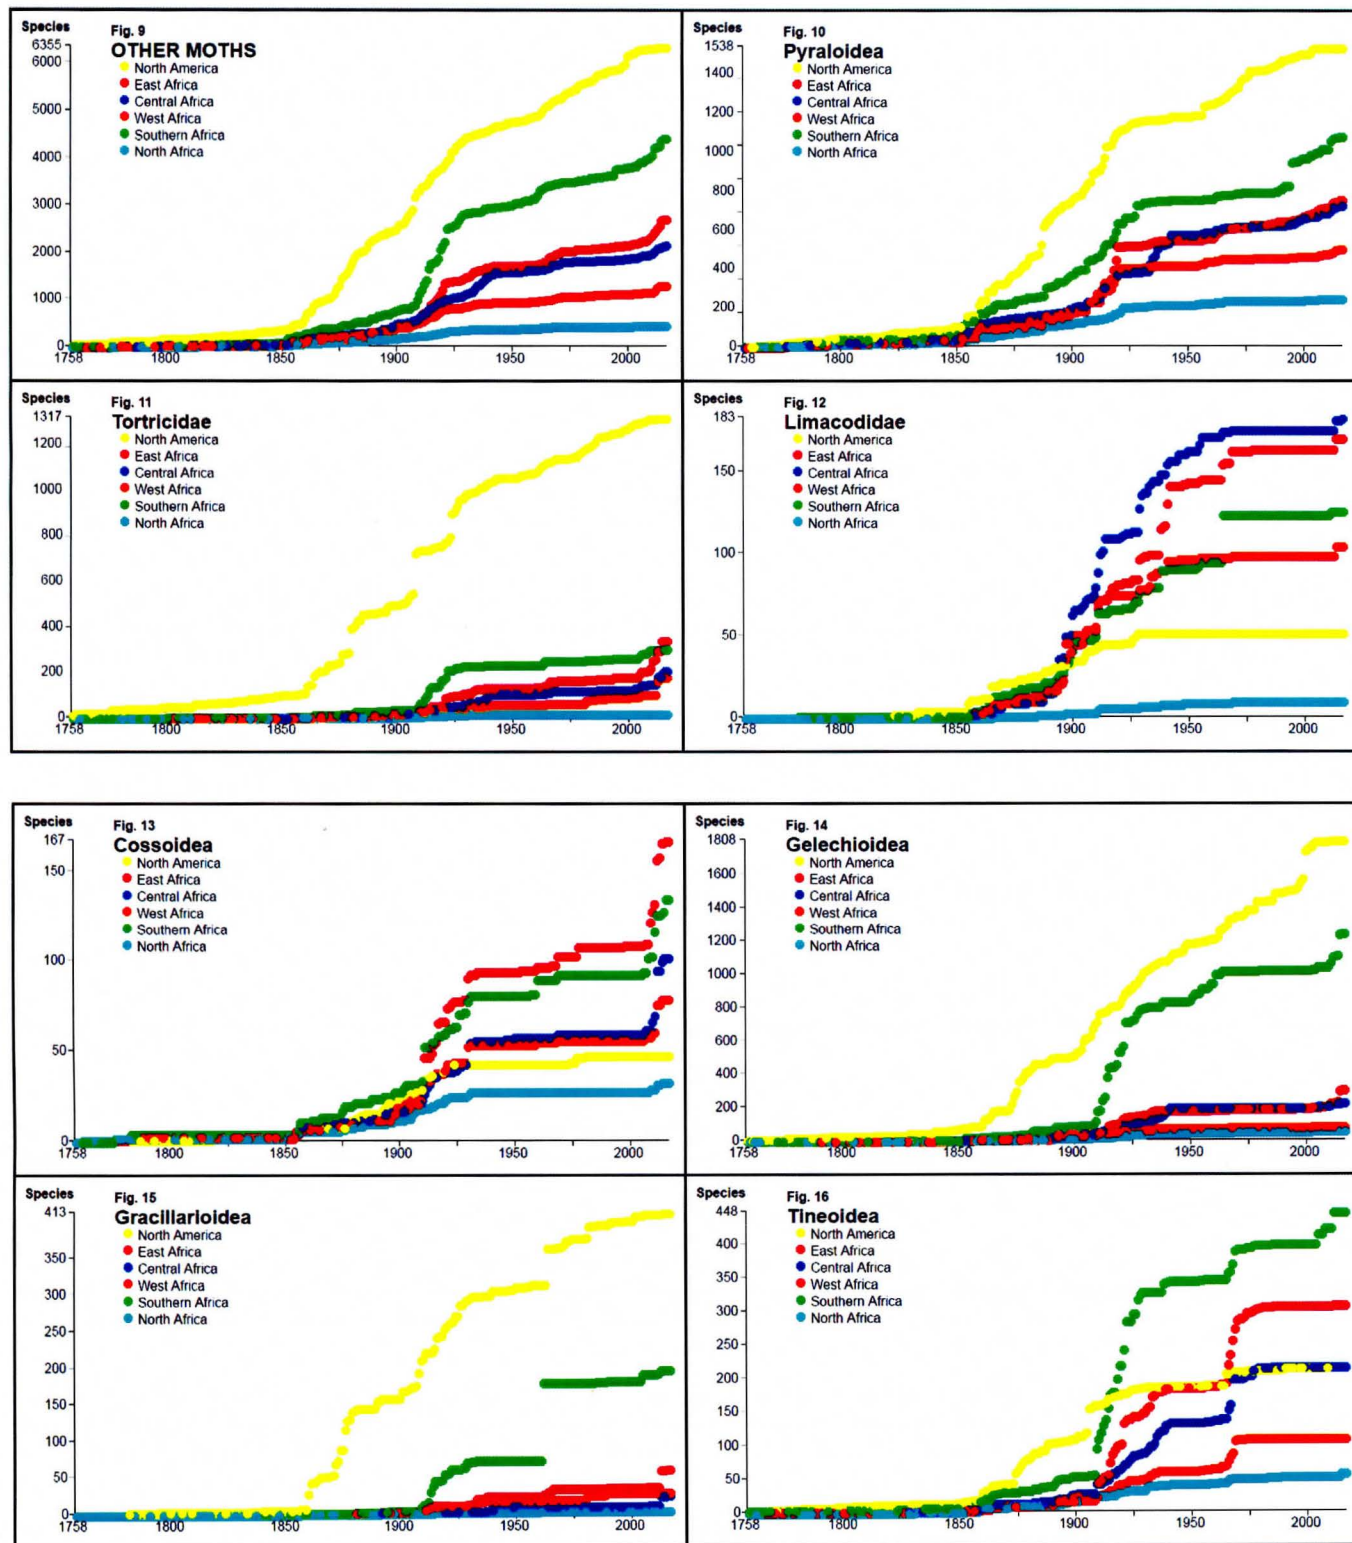 Species
Fig. 9
OTHER MOTHS
North America
East Africa
Central Africa
West Africa
Southern Africa
North Africa
6355
6000
5000
4000
3000
2000
1000
0
1758 1800 1850 1900 1950 2000
Species
Fig. 10
Pyraloidea
North America
East Africa
Central Africa
West Africa
Southern Africa
North Africa
1538
1400
1200
1000
800
600
400
200
0
1758 1800 1850 1900 1950 2000
Species
Fig. 11
Tortricidae
North America
East Africa
Central Africa
West Africa
Southern Africa
North Africa
1317
1200
1000
800
600
400
200
0
1758 1800 1850 1900 1950 2000
Species
Fig. 12
Limacodidae
North America
East Africa
Central Africa
West Africa
Southern Africa
North Africa
183
150
100
50
0
1758 1800 1850 1900 1950 2000
Species
Fig. 13
Cossoidea
North America
East Africa
Central Africa
West Africa
Southern Africa
North Africa
167
150
100
50
0
1758 1800 1850 1900 1950 2000
Species
Fig. 14
Gelechioidea
North America
East Africa
Central Africa
West Africa
Southern Africa
North Africa
1808
1600
1400
1200
1000
800
600
400
200
0
1758 1800 1850 1900 1950 2000
Species
Fig. 15
Gracillarioidea
North America
East Africa
Central Africa
West Africa
Southern Africa
North Africa
413
350
300
250
200
150
100
50
0
1758 1800 1850 1900 1950 2000
Species
Fig. 16
Tineoidea
North America
East Africa
Central Africa
West Africa
Southern Africa
North Africa
448
400
350
300
250
200
150
100
50
0
1758 1800 1850 1900 1950 2000